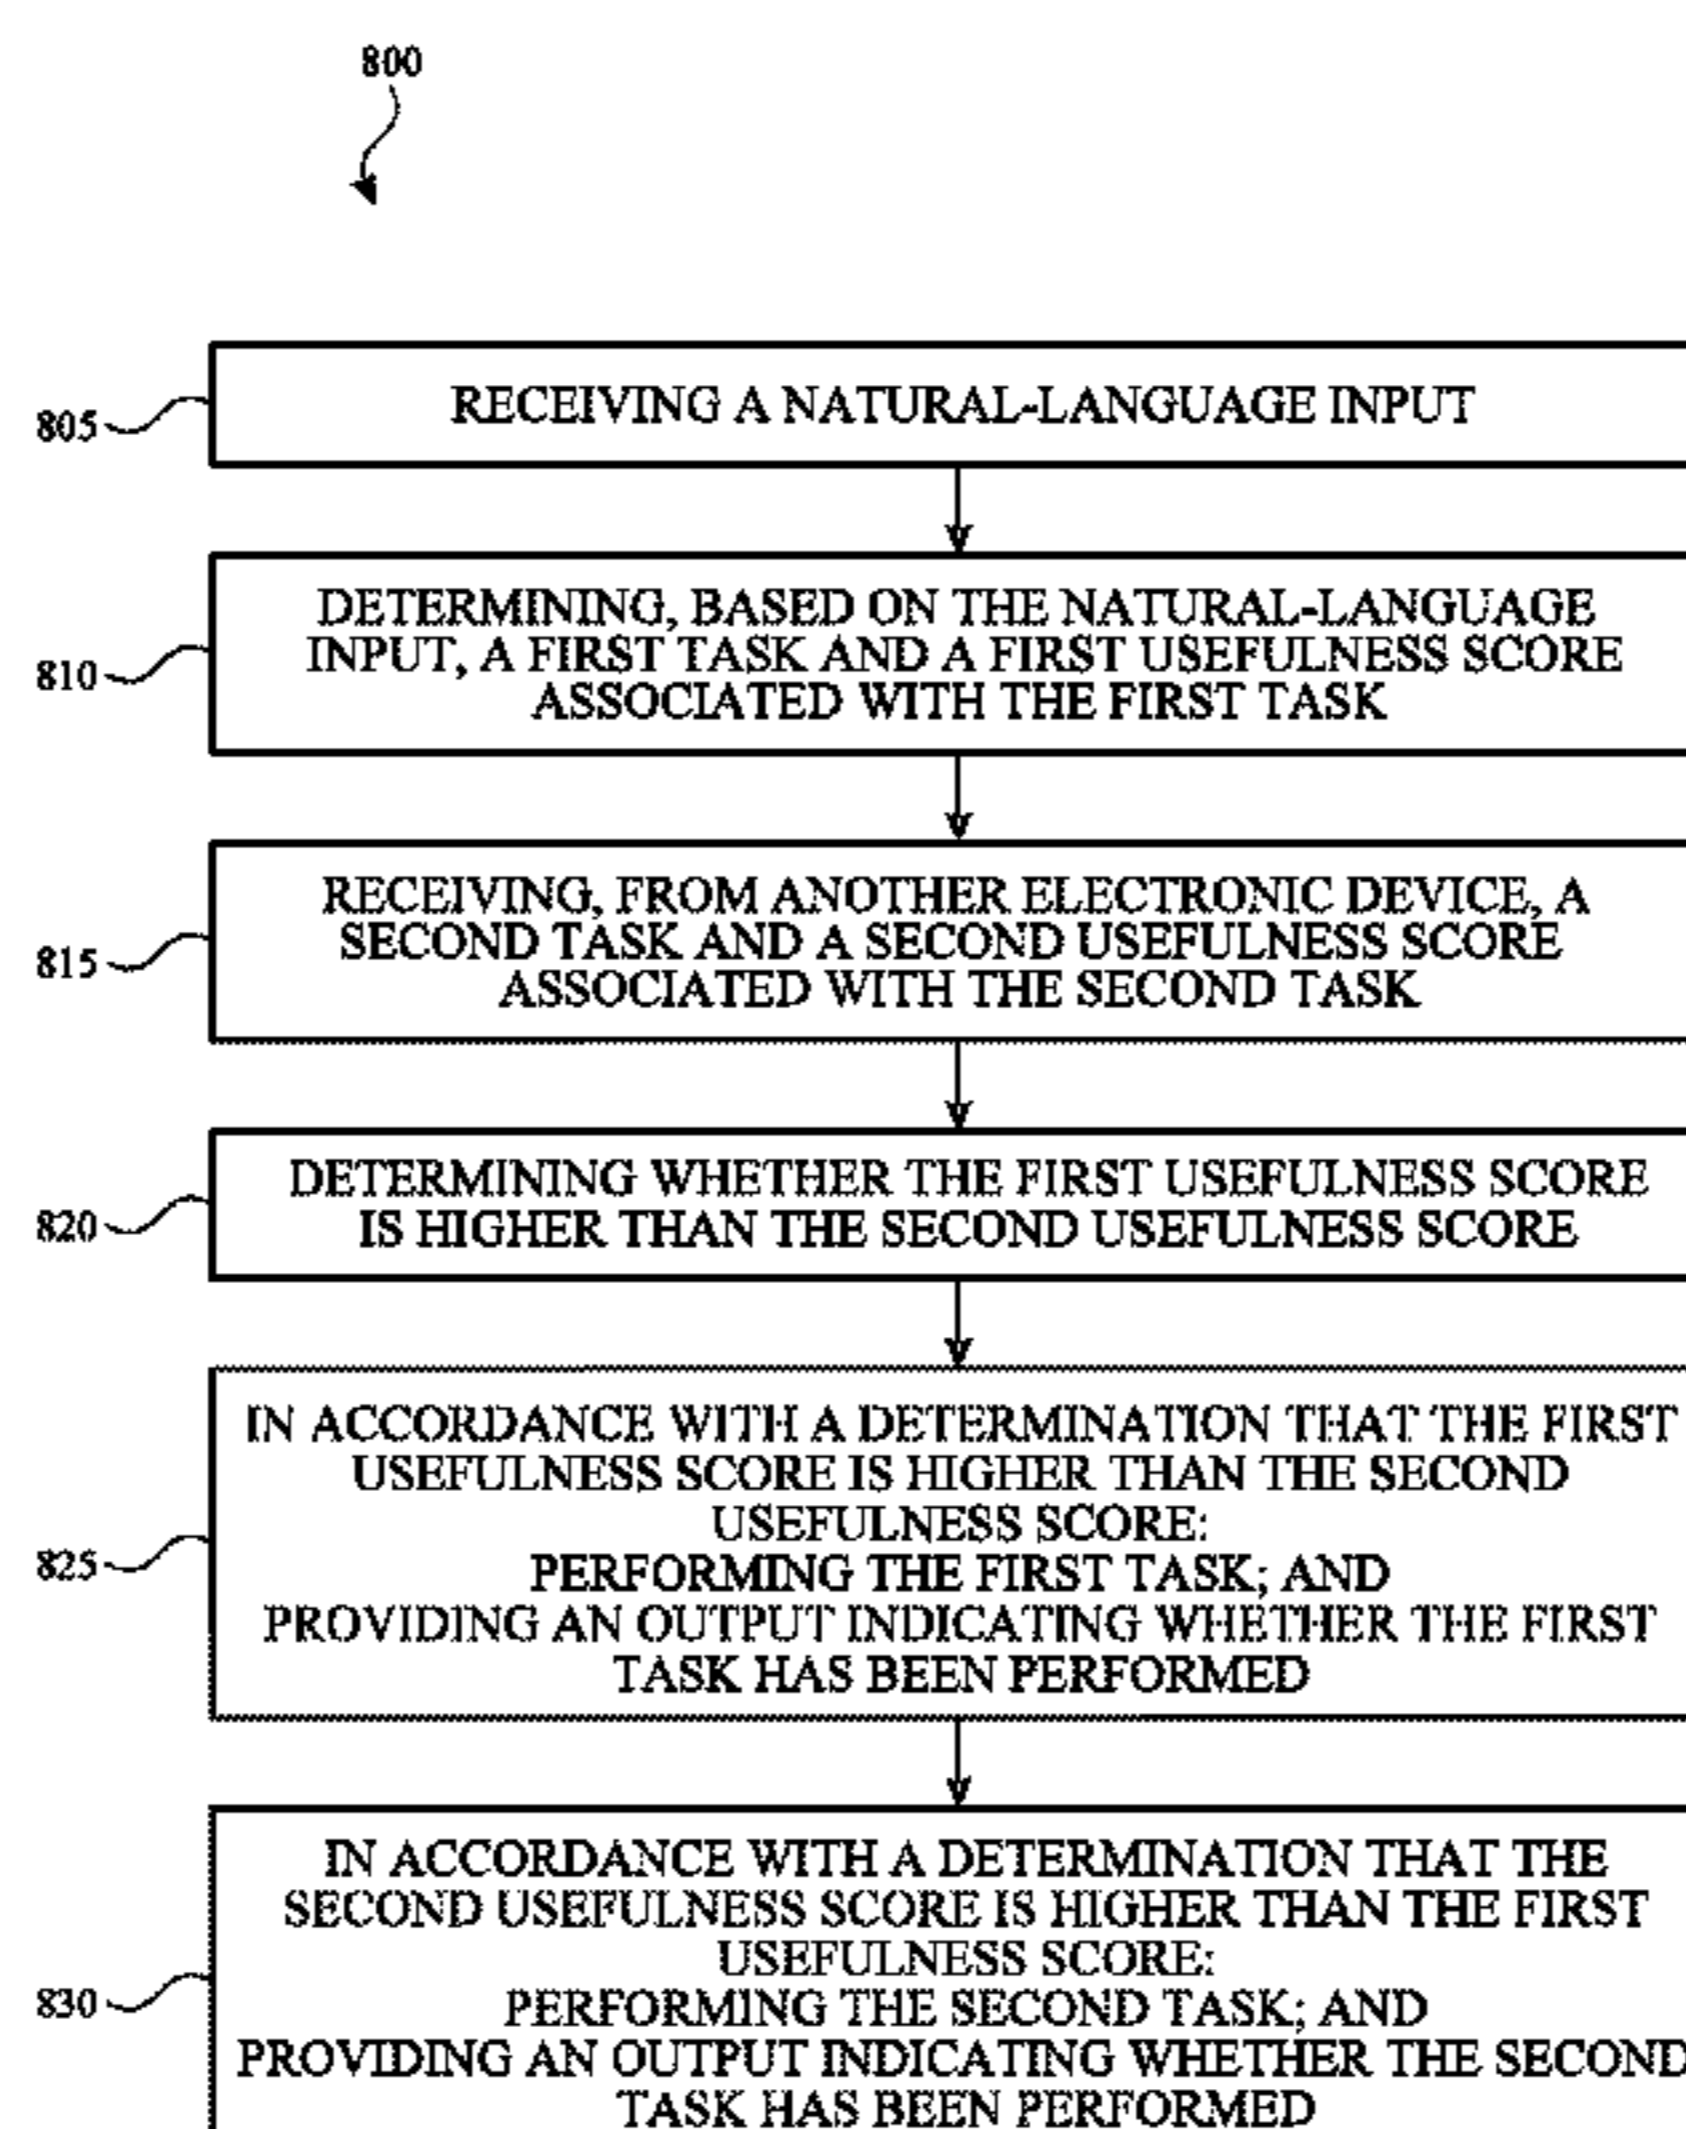 800
805
RECEIVING A NATURAL-LANGUAGE INPUT
810
DETERMINING, BASED ON THE NATURAL-LANGUAGE
INPUT, A FIRST TASK AND A FIRST USEFULNESS SCORE
ASSOCIATED WITH THE FIRST TASK
815
RECEIVING, FROM ANOTHER ELECTRONIC DEVICE, A
SECOND TASK AND A SECOND USEFULNESS SCORE
ASSOCIATED WITH THE SECOND TASK
820
DETERMINING WHETHER THE FIRST USEFULNESS SCORE
IS HIGHER THAN THE SECOND USEFULNESS SCORE
825
IN ACCORDANCE WITH A DETERMINATION THAT THE FIRST
USEFULNESS SCORE IS HIGHER THAN THE SECOND
USEFULNESS SCORE:
PERFORMING THE FIRST TASK; AND
PROVIDING AN OUTPUT INDICATING WHETHER THE FIRST
TASK HAS BEEN PERFORMED
830
IN ACCORDANCE WITH A DETERMINATION THAT THE
SECOND USEFULNESS SCORE IS HIGHER THAN THE FIRST
USEFULNESS SCORE:
PERFORMING THE SECOND TASK; AND
PROVIDING AN OUTPUT INDICATING WHETHER THE SECOND
TASK HAS BEEN PERFORMED